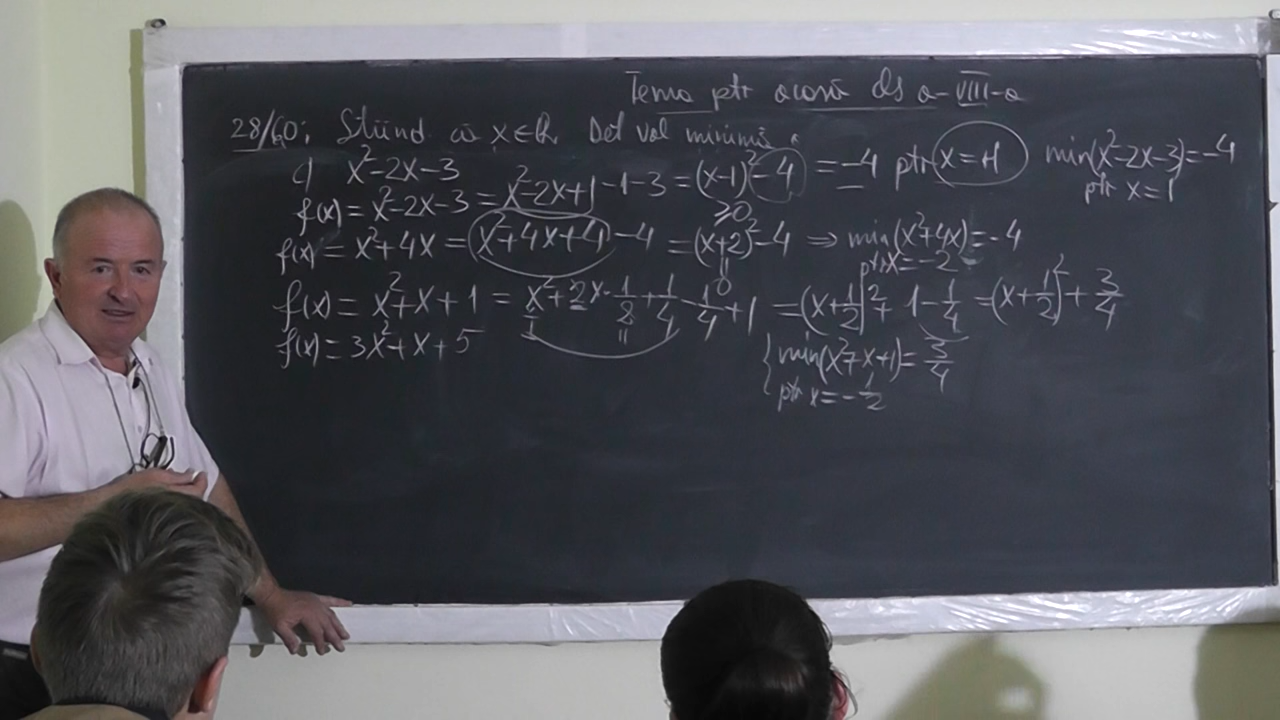 Temă ptr acasă cls a-VIII-a
28/60: Știind că x∈ℝ. Det val minimă:
c) x²-2x-3
f(x) = x²-2x-3 = x²-2x+1-1-3 = (x-1)²-4 = -4 ptr x=+1 min(x²-2x-3)=-4
≥0 ptr x=1
f(x) = x²+4x = (x²+4x+4)-4 = (x+2)²-4 ⇒ min(x²+4x)=-4
ptr x=-2
0
f(x) = x²+x+1 = x²+2x·1/2+1/4-1/4+1 = (x+1/2)²+1-1/4 = (x+1/2)²+3/4
f(x) = 3x²+x+5
min(x²+x+1)=3/4
ptr x=-1/2